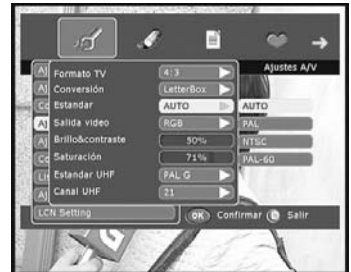 Ajustes A/V
Formato TV 4:3
Conversión LetterBox
Estandar AUTO AUTO
Salida video RGB PAL
Brillo&contraste 50% NTSC
Saturación 71% PAL-60
Estandar UHF PAL G
Canal UHF 21
LCN Setting
OK Confirmar Salir